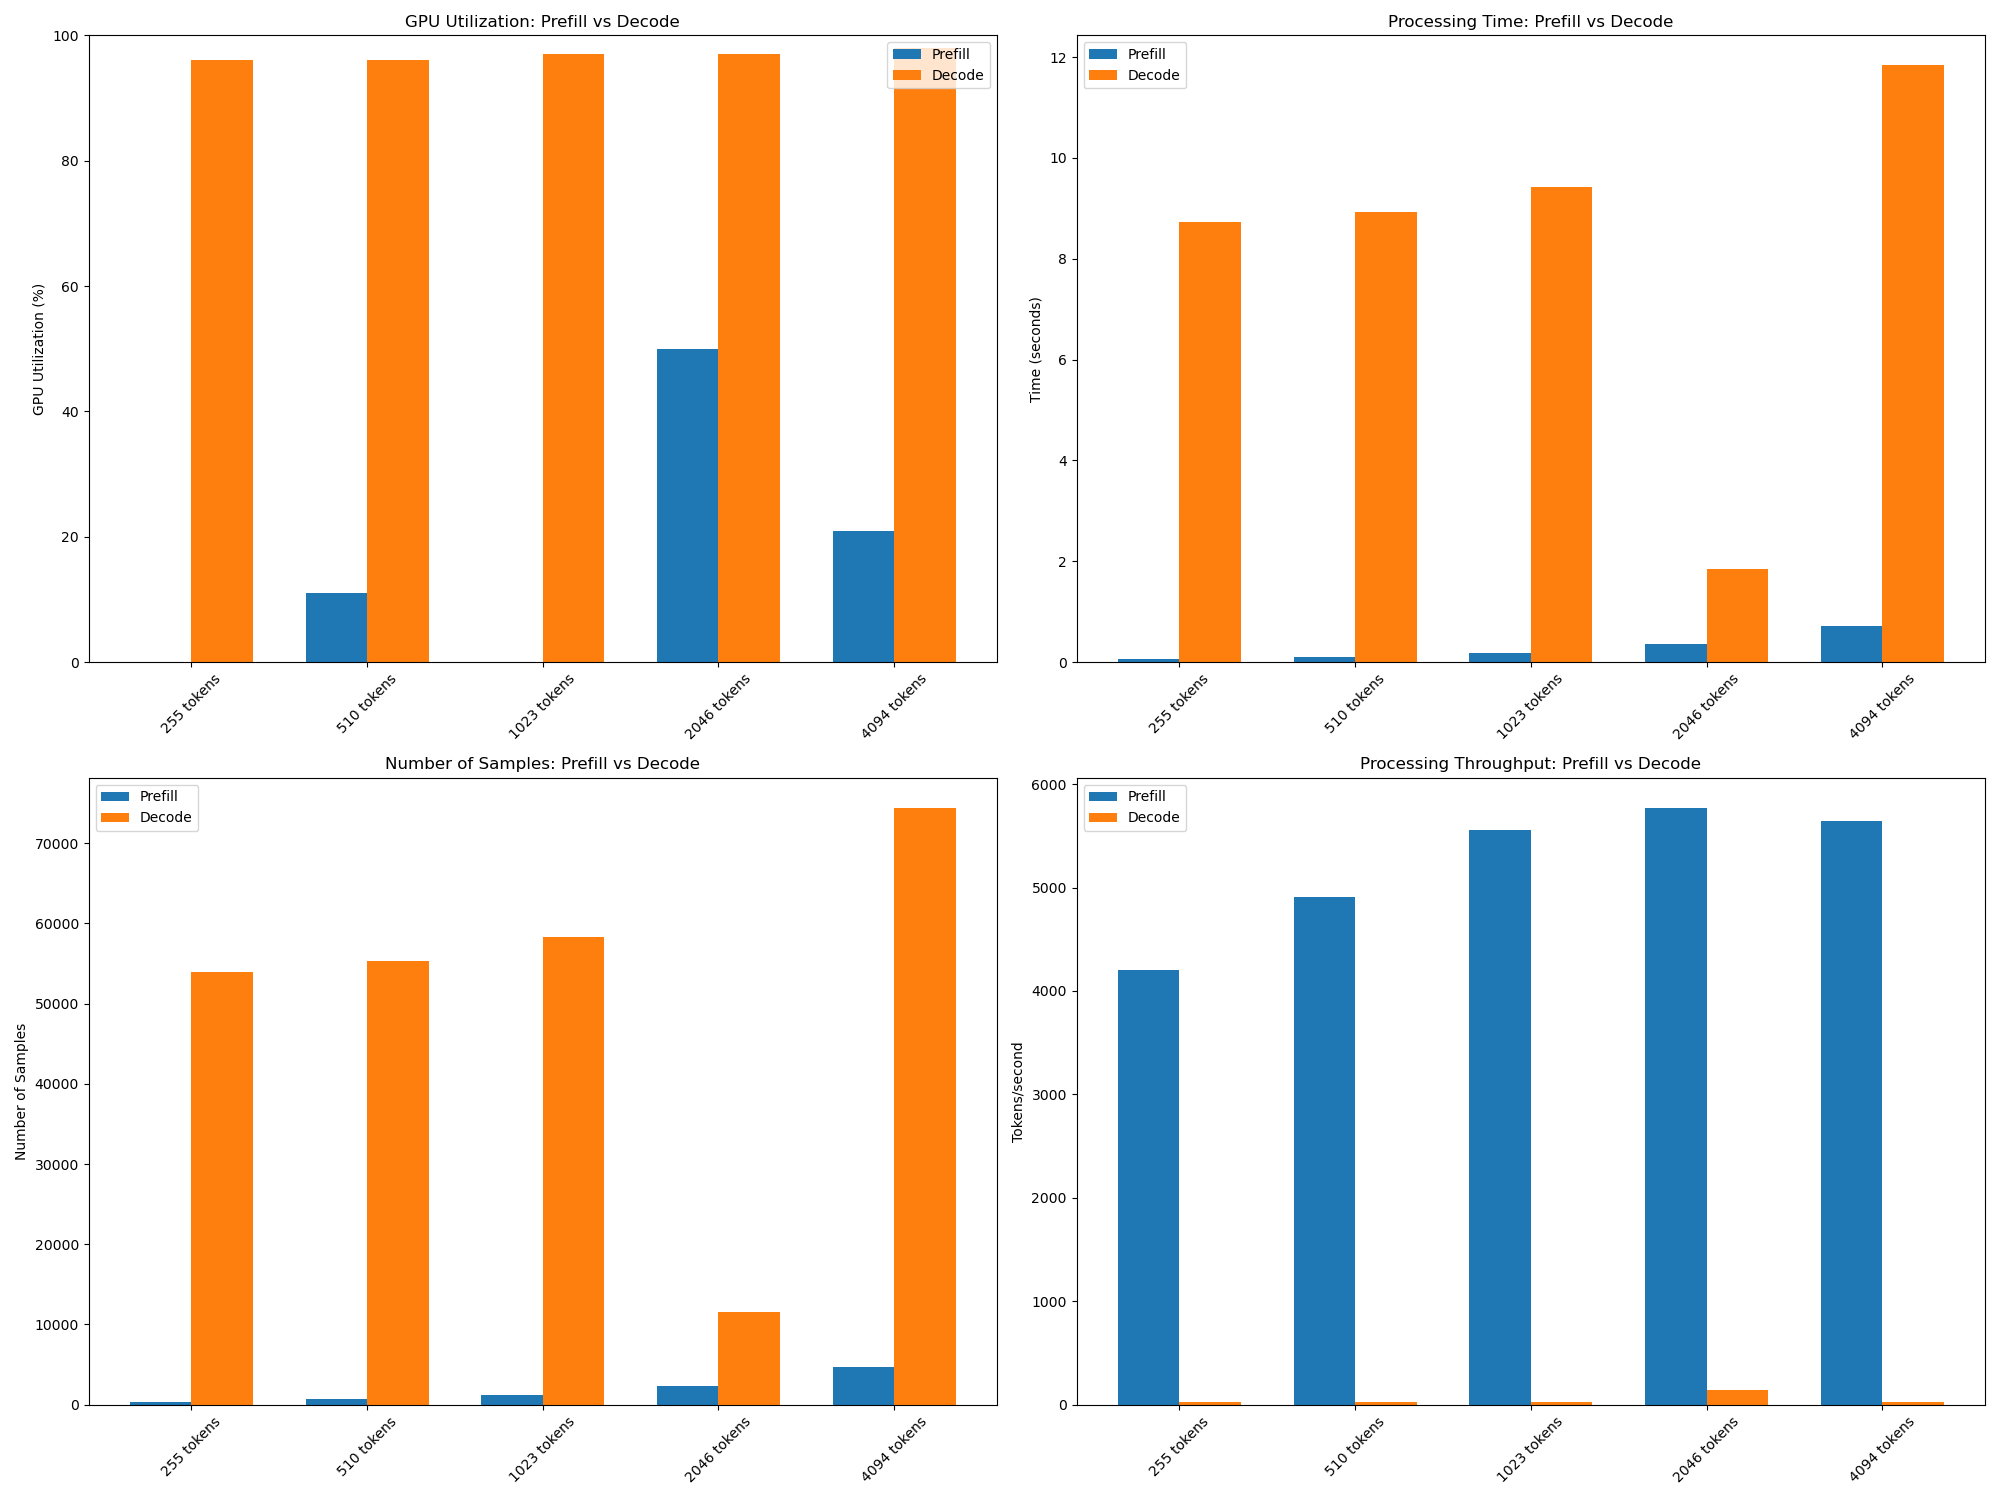 GPU Utilization: Prefill vs Decode
GPU Utilization (%)
100
80
60
40
20
0
Prefill
Decode
255 tokens
510 tokens
1023 tokens
2046 tokens
4094 tokens
Processing Time: Prefill vs Decode
Time (seconds)
12
10
8
6
4
2
0
Prefill
Decode
255 tokens
510 tokens
1023 tokens
2046 tokens
4094 tokens
Number of Samples: Prefill vs Decode
Number of Samples
70000
60000
50000
40000
30000
20000
10000
0
Prefill
Decode
255 tokens
510 tokens
1023 tokens
2046 tokens
4094 tokens
Processing Throughput: Prefill vs Decode
Tokens/second
6000
5000
4000
3000
2000
1000
0
Prefill
Decode
255 tokens
510 tokens
1023 tokens
2046 tokens
4094 tokens